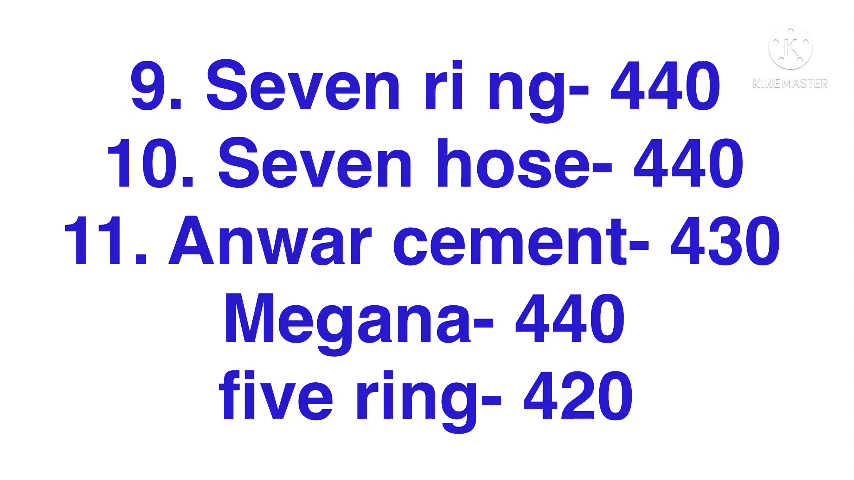 KINEMASTER
9. Seven ri ng- 440
10. Seven hose- 440
11. Anwar cement- 430
Megana- 440
five ring- 420